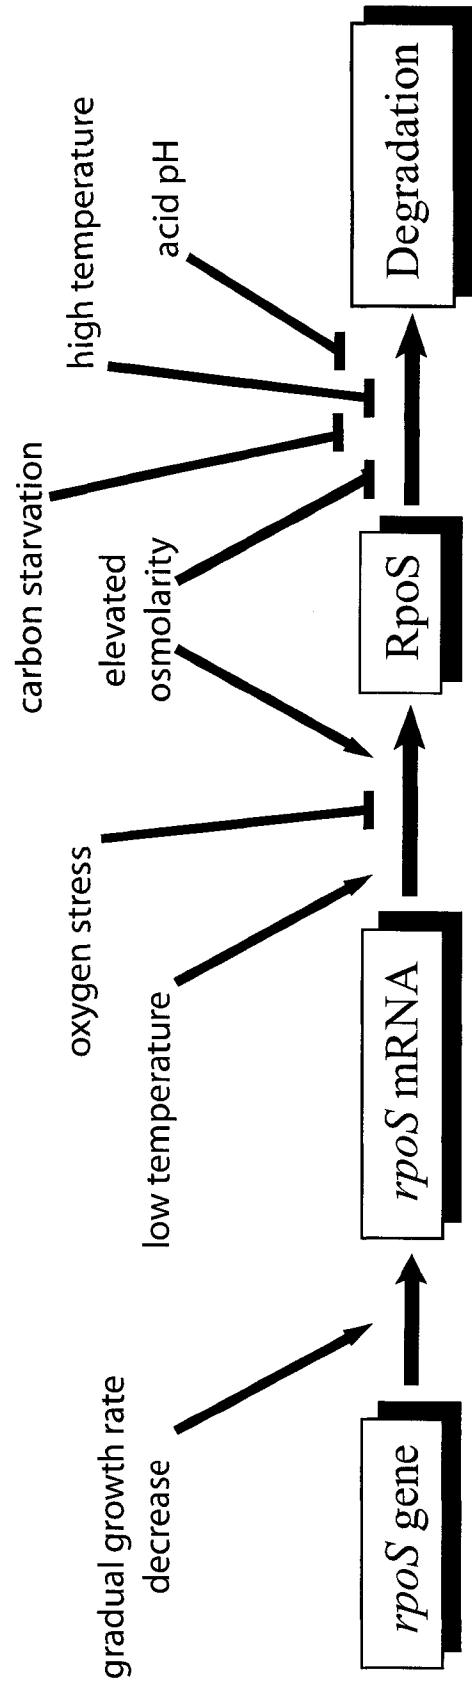 gradual growth rate
decrease
low temperature
oxygen stress
elevated
osmolarity
carbon starvation
high temperature
acid pH
rpoS gene
rpoS mRNA
RpoS
Degradation